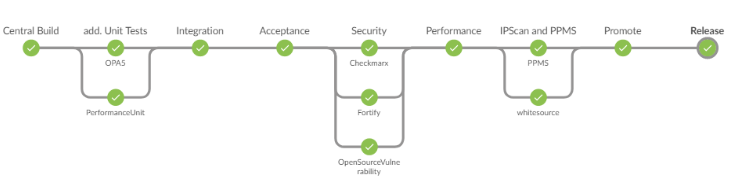 Central Build
add. Unit Tests
Integration
Acceptance
Security
Performance
IPScan and PPMS
Promote
Release
OPA5
Checkmarx
PPMS
PerformanceUnit
Fortify
whitesource
OpenSourceVulne
rability